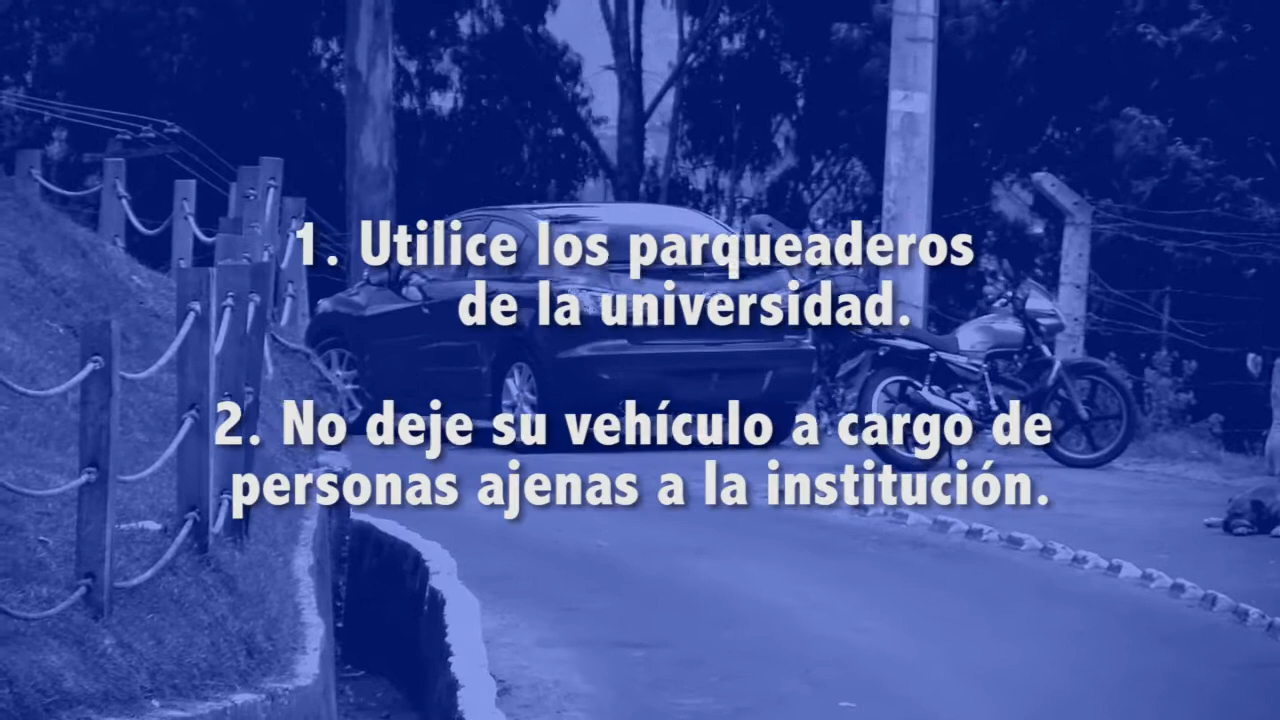 1. Utilice los parqueaderos
de la universidad.
2. No deje su vehículo a cargo de
personas ajenas a la institución.